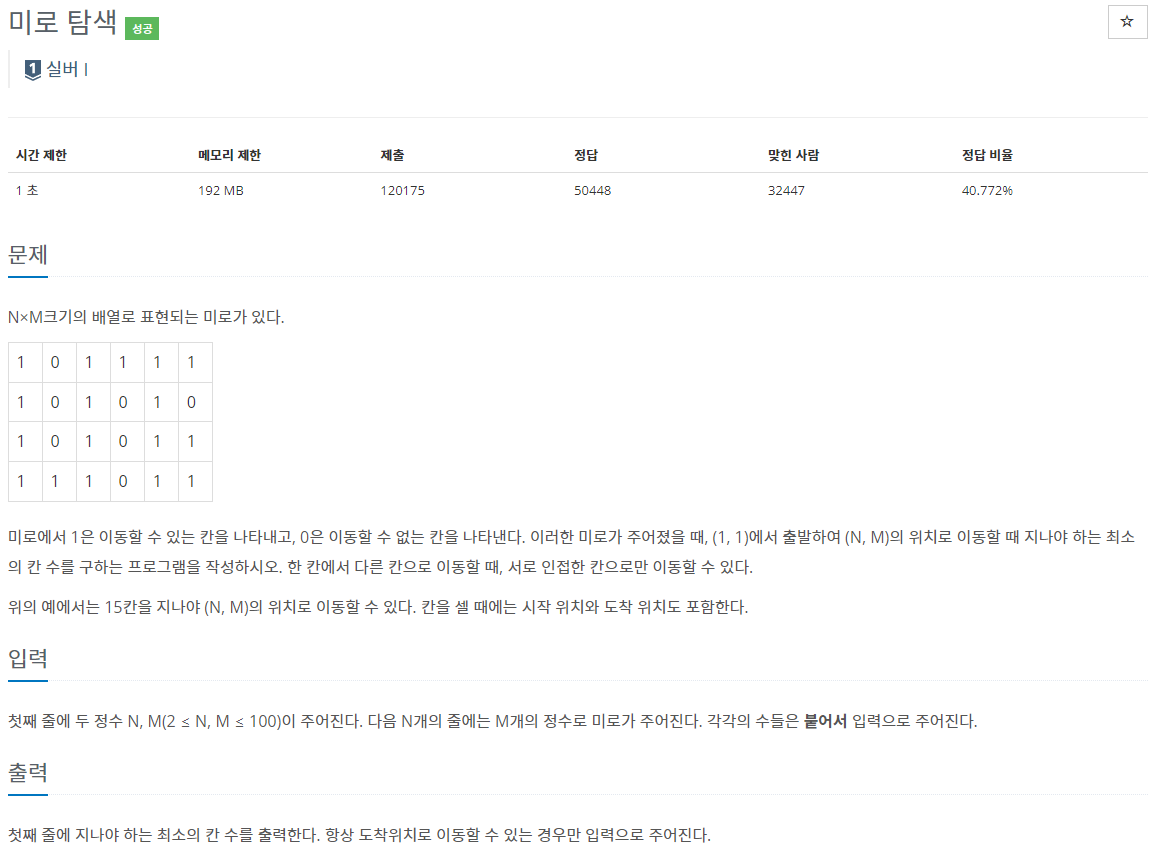 미로 탐색 성공
☆
1 실버 I
시간 제한 메모리 제한 제출 정답 맞힌 사람 정답 비율
1 초 192 MB 120175 50448 32447 40.772%
문제
N×M크기의 배열로 표현되는 미로가 있다.
1 0 1 1 1 1
1 0 1 0 1 0
1 0 1 0 1 1
1 1 1 0 1 1
미로에서 1은 이동할 수 있는 칸을 나타내고, 0은 이동할 수 없는 칸을 나타낸다. 이러한 미로가 주어졌을 때, (1, 1)에서 출발하여 (N, M)의 위치로 이동할 때 지나야 하는 최소
의 칸 수를 구하는 프로그램을 작성하시오. 한 칸에서 다른 칸으로 이동할 때, 서로 인접한 칸으로만 이동할 수 있다.
위의 예에서는 15칸을 지나야 (N, M)의 위치로 이동할 수 있다. 칸을 셀 때에는 시작 위치와 도착 위치도 포함한다.
입력
첫째 줄에 두 정수 N, M(2 ≤ N, M ≤ 100)이 주어진다. 다음 N개의 줄에는 M개의 정수로 미로가 주어진다. 각각의 수들은 붙어서 입력으로 주어진다.
출력
첫째 줄에 지나야 하는 최소의 칸 수를 출력한다. 항상 도착위치로 이동할 수 있는 경우만 입력으로 주어진다.